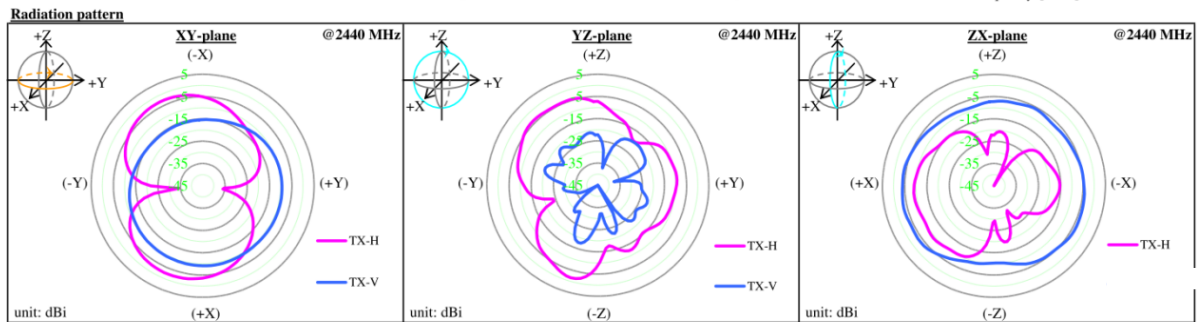 Radiation pattern
XY-plane
@2440 MHz
+Z
+Y
+X
(-X)
5
-5
-15
-25
-35
-45
(-Y)
(+Y)
TX-H
TX-V
unit: dBi
(+X)
YZ-plane
@2440 MHz
+Z
+Y
+X
(+Z)
5
-5
-15
-25
-35
-45
(-Y)
(+Y)
TX-H
TX-V
unit: dBi
(-Z)
ZX-plane
@2440 MHz
+Z
+Y
+X
(+Z)
5
-5
-15
-25
-35
-45
(+X)
(-X)
TX-H
unit: dBi
(-Z)